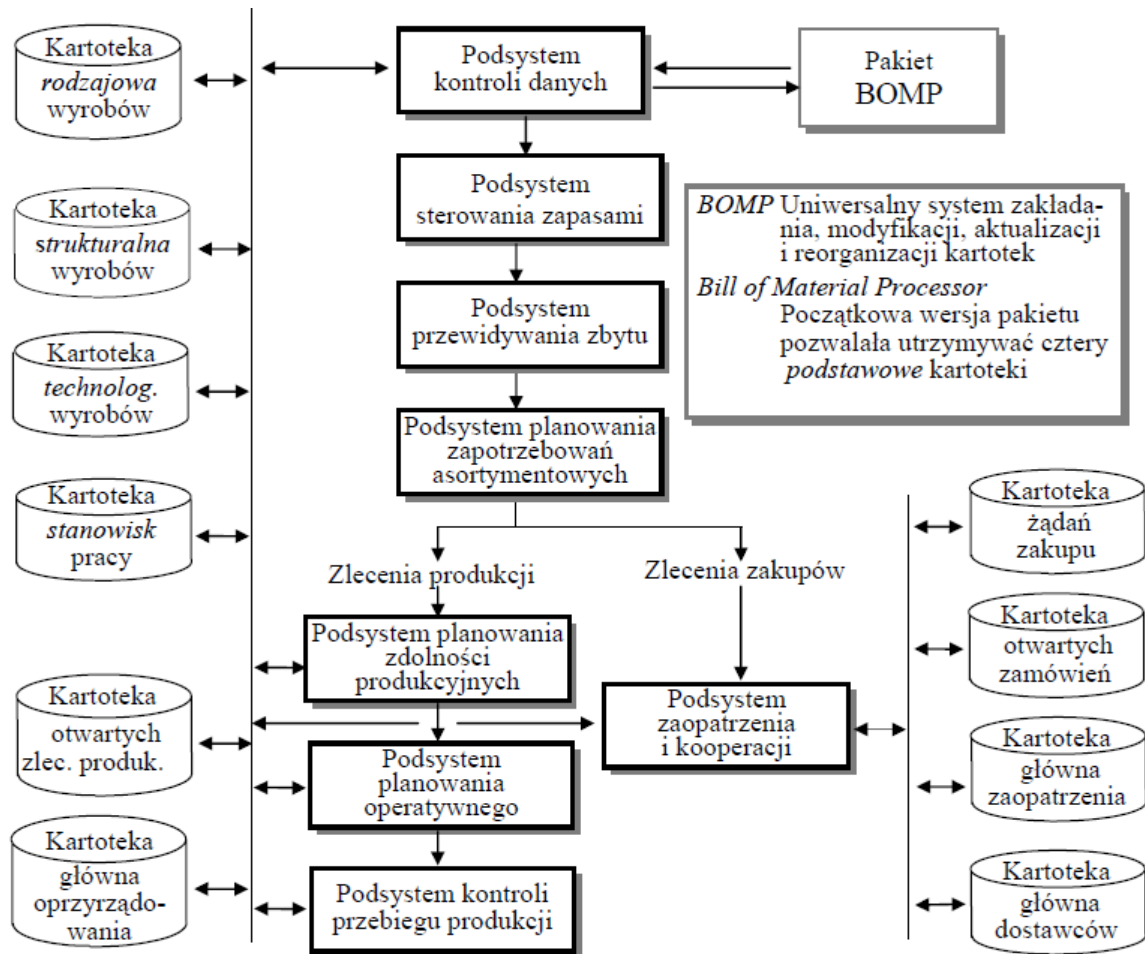 Kartoteka
rodzajowa
wyrobów
Kartoteka
strukturalna
wyrobów
Kartoteka
technolog.
wyrobów
Kartoteka
stanowisk
pracy
Kartoteka
otwartych
zlec. produk.
Kartoteka
główna
oprzyrządo-
wania
Podsystem
kontroli danych
Pakiet
BOMP
Podsystem
sterowania zapasami
Podsystem
przewidywania zbytu
Podsystem planowania
zapotrzebowań
asortymentowych
BOMP Uniwersalny system zakłada-
nia, modyfikacji, aktualizacji
i reorganizacji kartotek
Bill of Material Processor
Początkowa wersja pakietu
pozwalała utrzymywać cztery
podstawowe kartoteki
Zlecenia produkcji
Zlecenia zakupów
Podsystem planowania
zdolności
produkcyjnych
Podsystem
planowania
operatywnego
Podsystem kontroli
przebiegu produkcji
Podsystem
zaopatrzenia
i kooperacji
Kartoteka
żądań
zakupu
Kartoteka
otwartych
zamówień
Kartoteka
główna
zaopatrzenia
Kartoteka
główna
dostawców